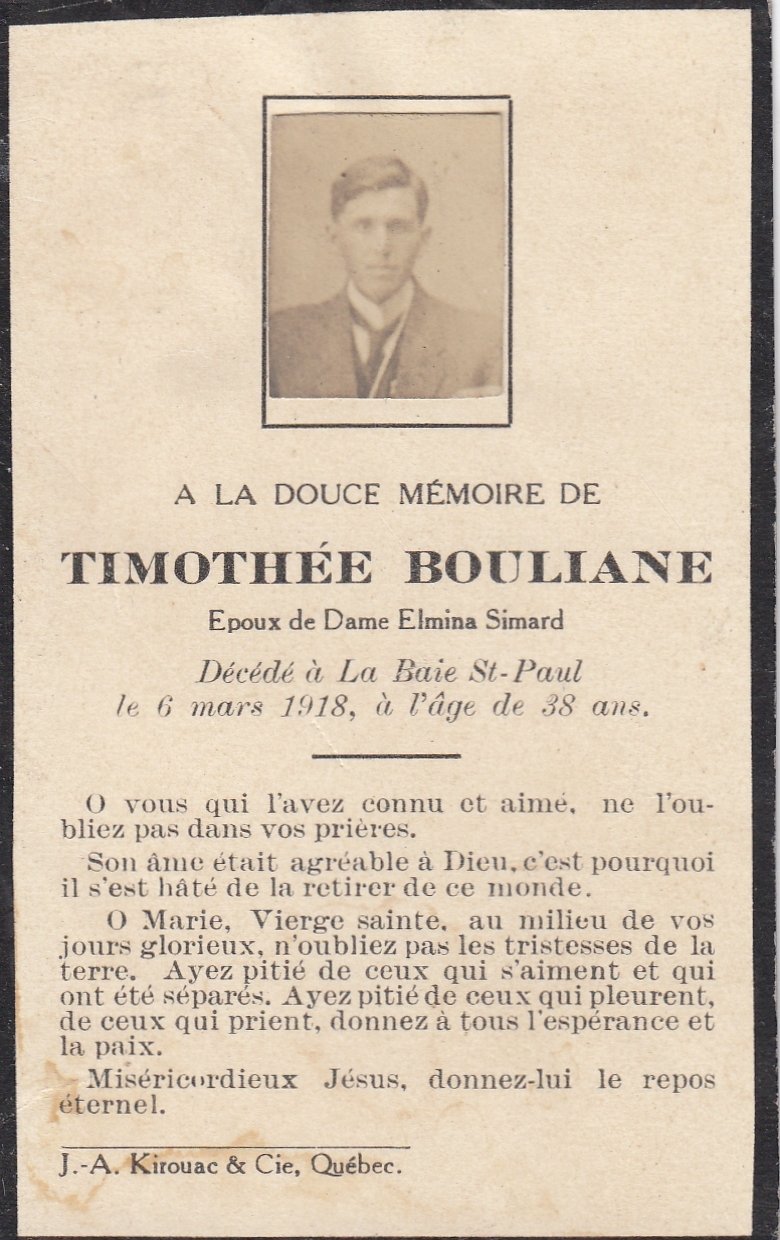 A LA DOUCE MÉMOIRE DE
TIMOTHÉE BOULIANE
Epoux de Dame Elmina Simard
Décédé à La Baie St-Paul
le 6 mars 1918, à l'âge de 38 ans.
O vous qui l'avez connu et aimé, ne l'ou-
bliez pas dans vos prières.
Son âme était agréable à Dieu, c'est pourquoi
il s'est hâté de la retirer de ce monde.
O Marie, Vierge sainte, au milieu de vos
jours glorieux, n'oubliez pas les tristesses de la
terre. Ayez pitié de ceux qui s'aiment et qui
ont été séparés. Ayez pitié de ceux qui pleurent,
de ceux qui prient, donnez à tous l'espérance et
la paix.
Miséricordieux Jésus, donnez-lui le repos
éternel.
J.-A. Kirouac & Cie, Québec.